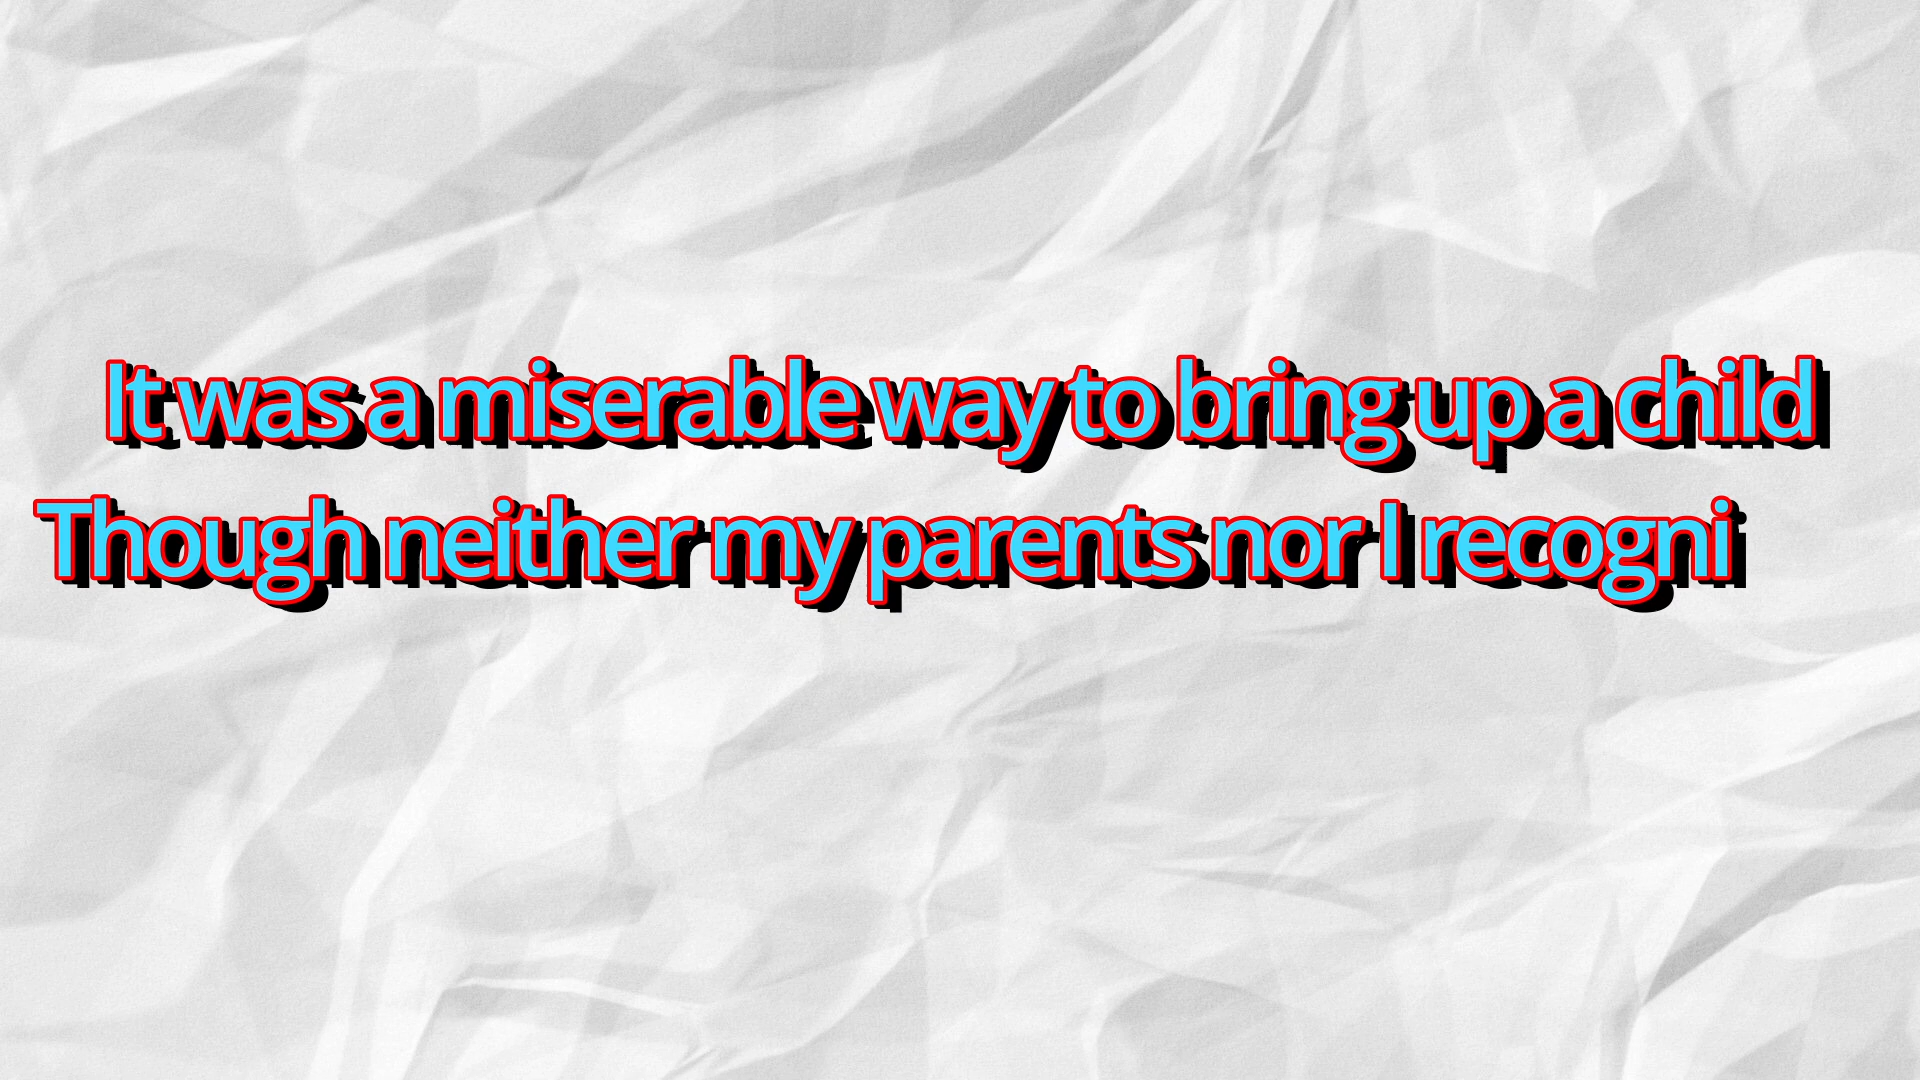 It was a miserable way to bring up a child
Though neither my parents nor I recogni